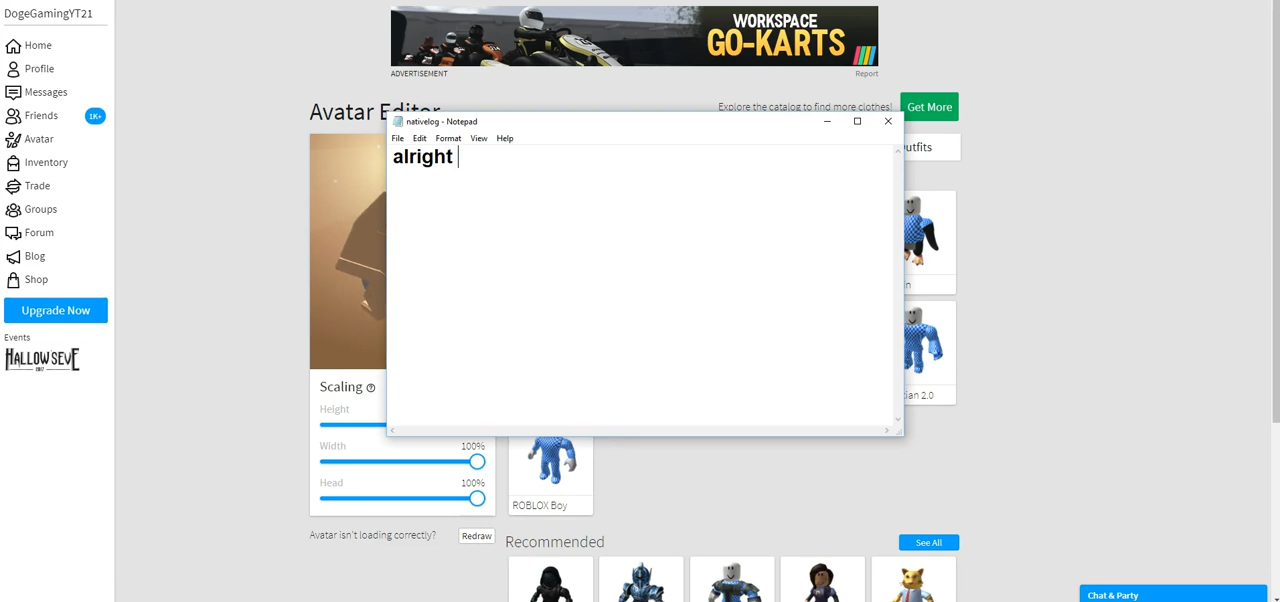 DogeGamingYT21
Home
Profile
Messages
Friends
1K+
Avatar
Inventory
Trade
Groups
Forum
Blog
Shop
Upgrade Now
Events
HALLOWS EVE
2017
WORKSPACE
GO-KARTS
ADVERTISEMENT
Report
Avatar Editor
Explore the catalog to find more clothes!
Get More
nativelog - Notepad
File Edit Format View Help
alright
utfits
in
ian 2.0
Scaling
Height
Width 100%
Head 100%
ROBLOX Boy
Avatar isn't loading correctly?
Redraw
Recommended
See All
Chat & Party